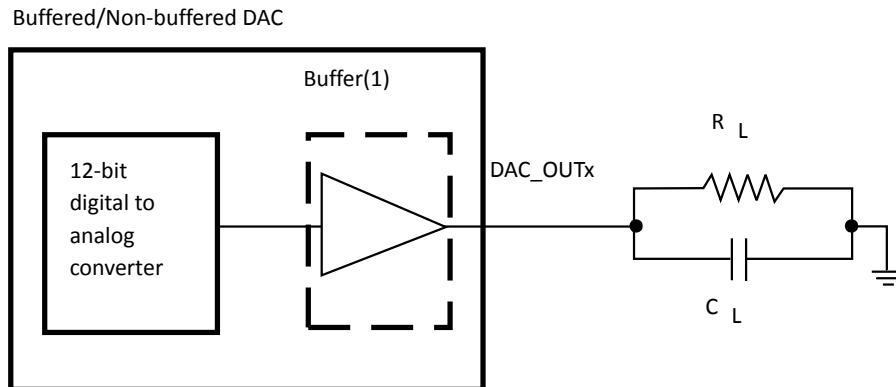 Buffered/Non-buffered DAC
Buffer(1)
12-bit
digital to
analog
converter
DAC_OUTx
R L
C L